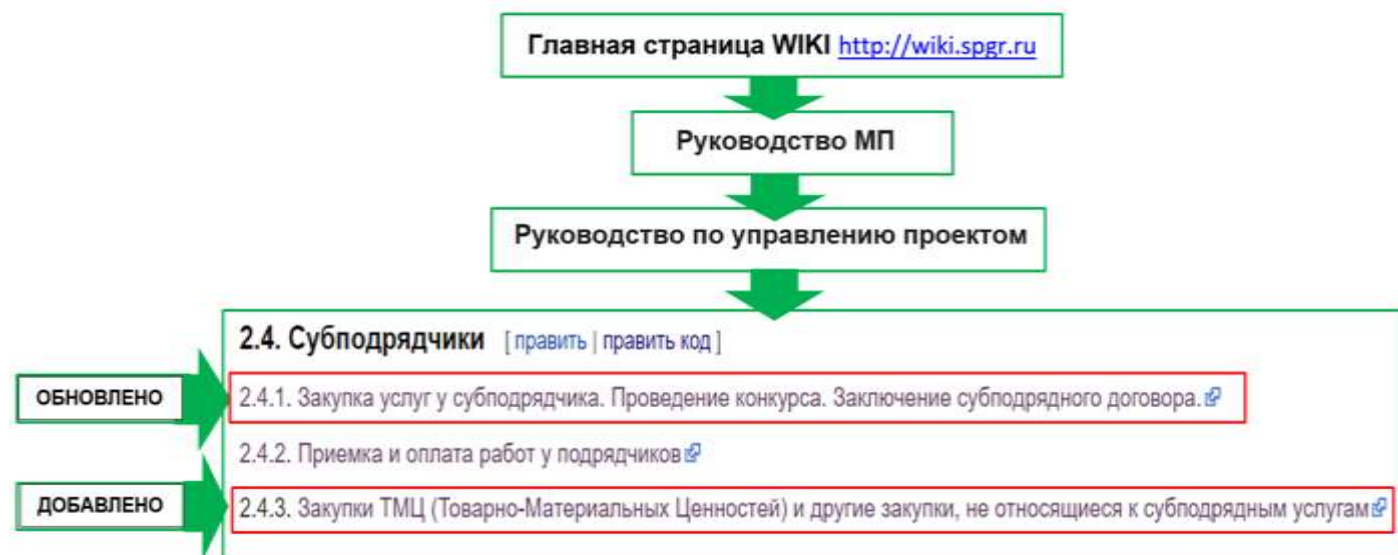 Главная страница WIKI http://wiki.spgr.ru
Руководство МП
Руководство по управлению проектом
2.4. Субподрядчики [ править | править код ]
ОБНОВЛЕНО
2.4.1. Закупка услуг у субподрядчика. Проведение конкурса. Заключение субподрядного договора.
2.4.2. Приемка и оплата работ у подрядчиков
ДОБАВЛЕНО
2.4.3. Закупки ТМЦ (Товарно-Материальных Ценностей) и другие закупки, не относящиеся к субподрядным услугам